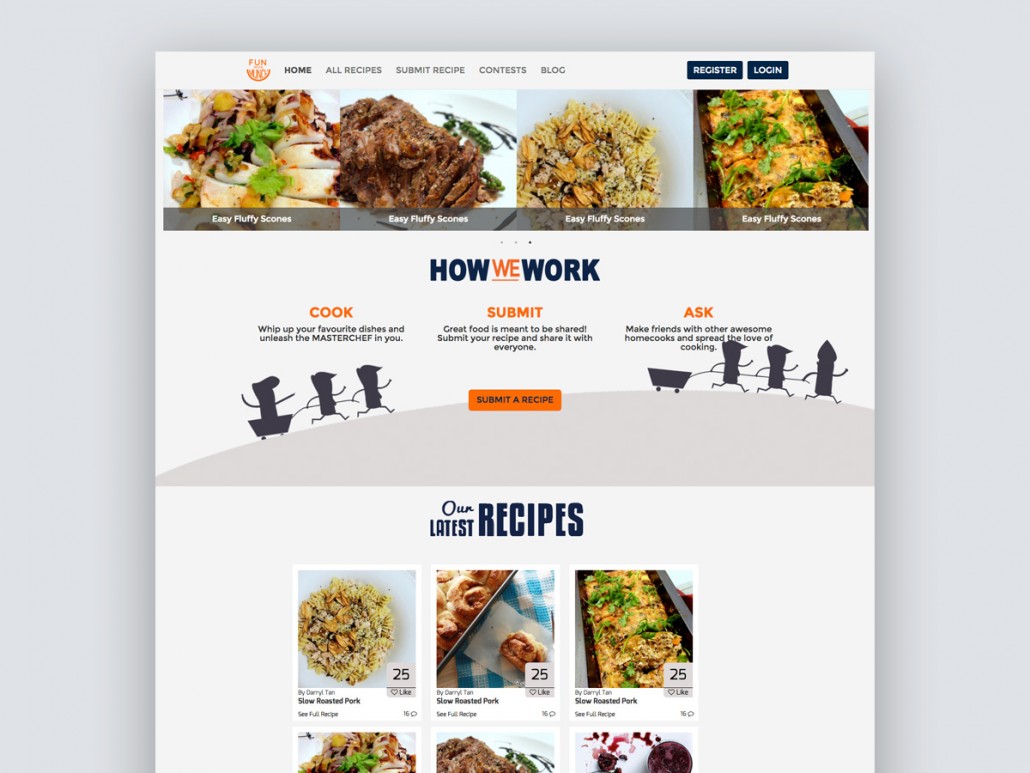 FUN
MUNCH
HOME ALL RECIPES SUBMIT RECIPE CONTESTS BLOG REGISTER LOGIN
Easy Fluffy Scones Easy Fluffy Scones Easy Fluffy Scones Easy Fluffy Scones
HOW WE WORK
COOK
Whip up your favourite dishes and
unleash the MASTERCHEF in you.
SUBMIT
Great food is meant to be shared!
Submit your recipe and share it with
everyone.
ASK
Make friends with other awesome
homecooks and spread the love of
cooking.
SUBMIT A RECIPE
Our
LATEST RECIPES
25
Like
By Darryl Tan
Slow Roasted Pork
See Full Recipe 16
25
Like
By Darryl Tan
Slow Roasted Pork
See Full Recipe 16
25
Like
By Darryl Tan
Slow Roasted Pork
See Full Recipe 16